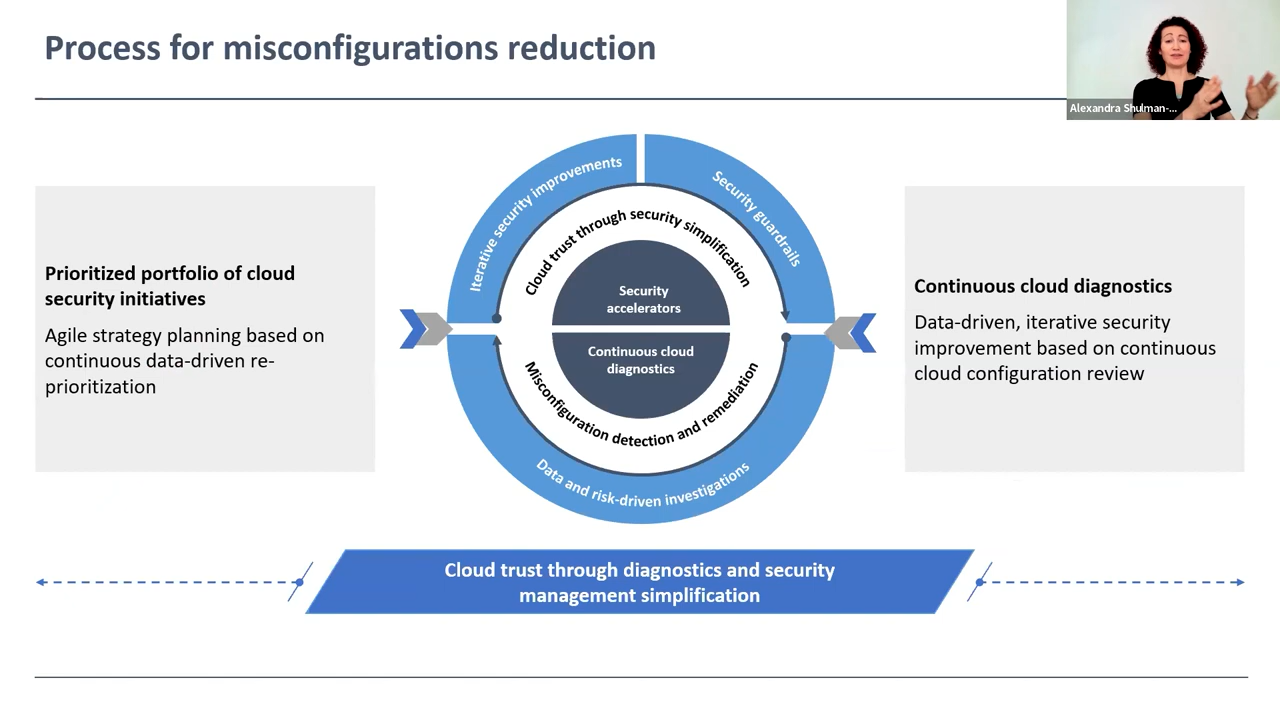 Process for misconfigurations reduction
Alexandra Shulman-...
Prioritized portfolio of cloud
security initiatives
Agile strategy planning based on
continuous data-driven re-
prioritization
Iterative security improvements
Security guardrails
Cloud trust through security simplification
Security
accelerators
Continuous cloud
diagnostics
Misconfiguration detection and remediation
Data and risk-driven investigations
Continuous cloud diagnostics
Data-driven, iterative security
improvement based on continuous
cloud configuration review
Cloud trust through diagnostics and security
management simplification